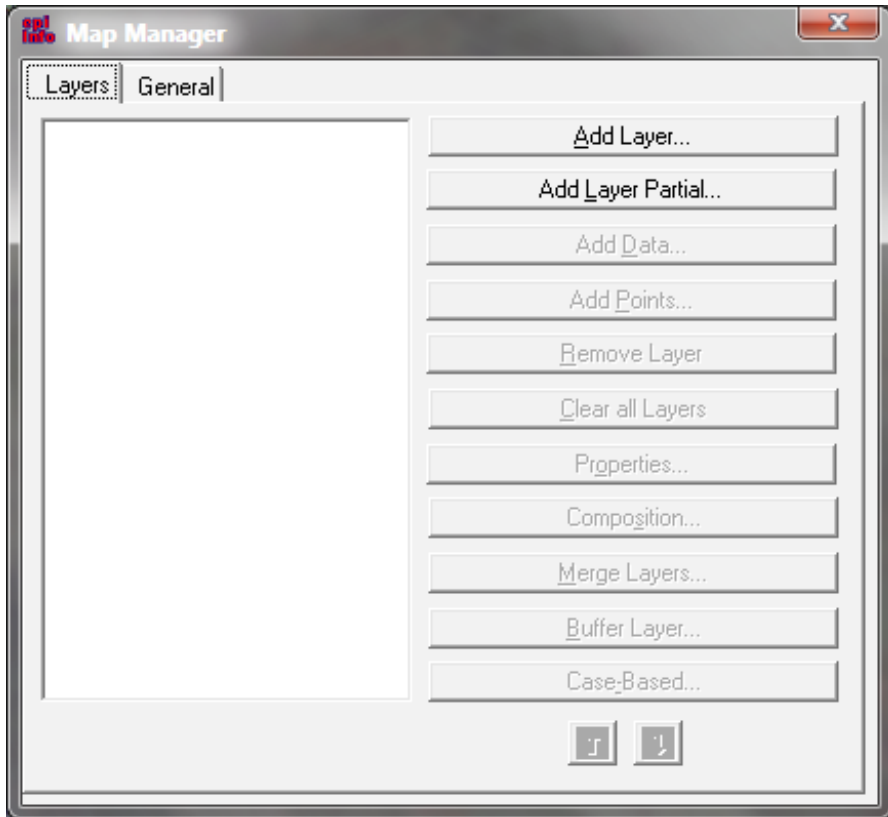 epi
info
Map Manager
Layers
General
Add Layer...
Add Layer Partial...
Add Data...
Add Points...
Remove Layer
Clear all Layers
Properties...
Composition...
Merge Layers...
Buffer Layer...
Case-Based...